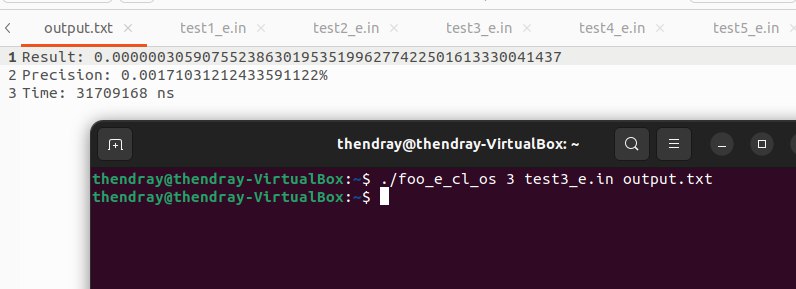 output.txt test1_e.in test2_e.in test3_e.in test4_e.in test5_e.in
1 Result: 0.00000030590755238630195351996277422501613330041437
2 Precision: 0.00171031212433591122%
3 Time: 31709168 ns
thendray@thendray-VirtualBox: ~
thendray@thendray-VirtualBox:~$ ./foo_e_cl_os 3 test3_e.in output.txt
thendray@thendray-VirtualBox:~$